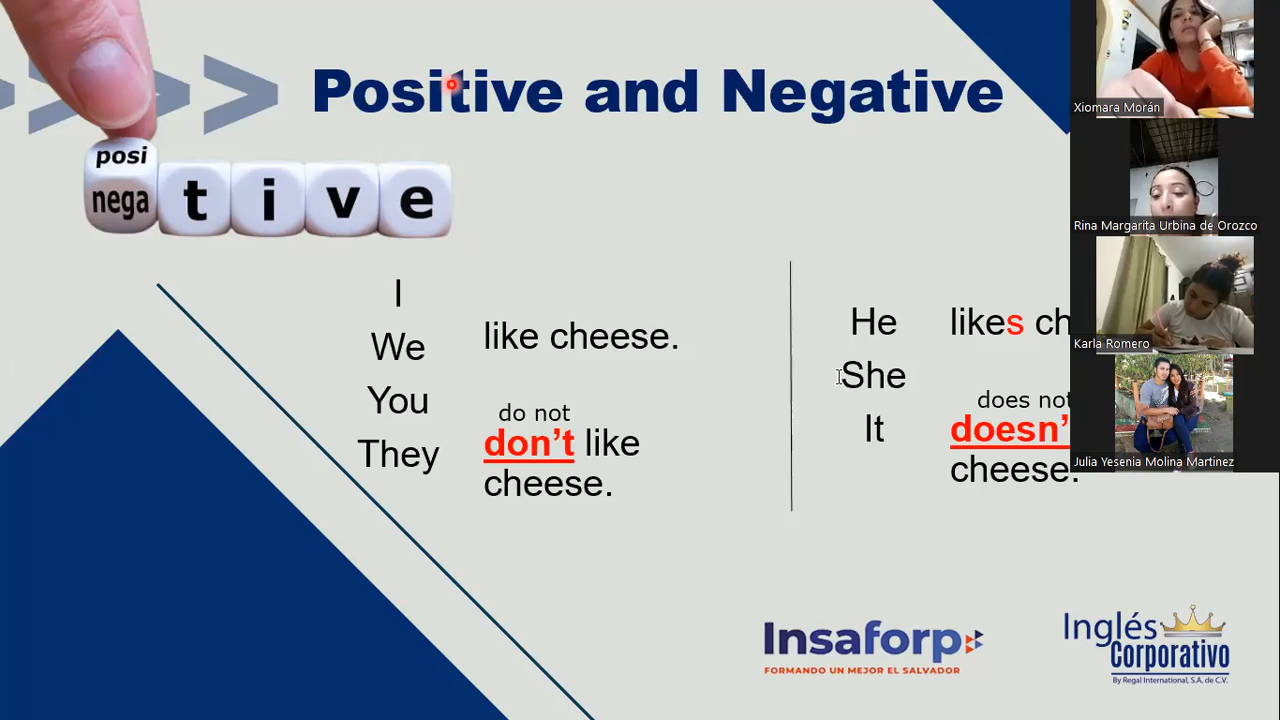 Positive and Negative
posi
nega t i v e
I
We
You
They
like cheese.
do not
don't like
cheese.
He
She
It
likes ch
does not
doesn'
cheese.
Xiomara Morán
Rina Margarita Urbina de Orozco
Karla Romero
Julia Yesenia Molina Martinez
Insaforp
FORMANDO UN MEJOR EL SALVADOR
Inglés
Corporativo
By Regal International, S.A. de C.V.